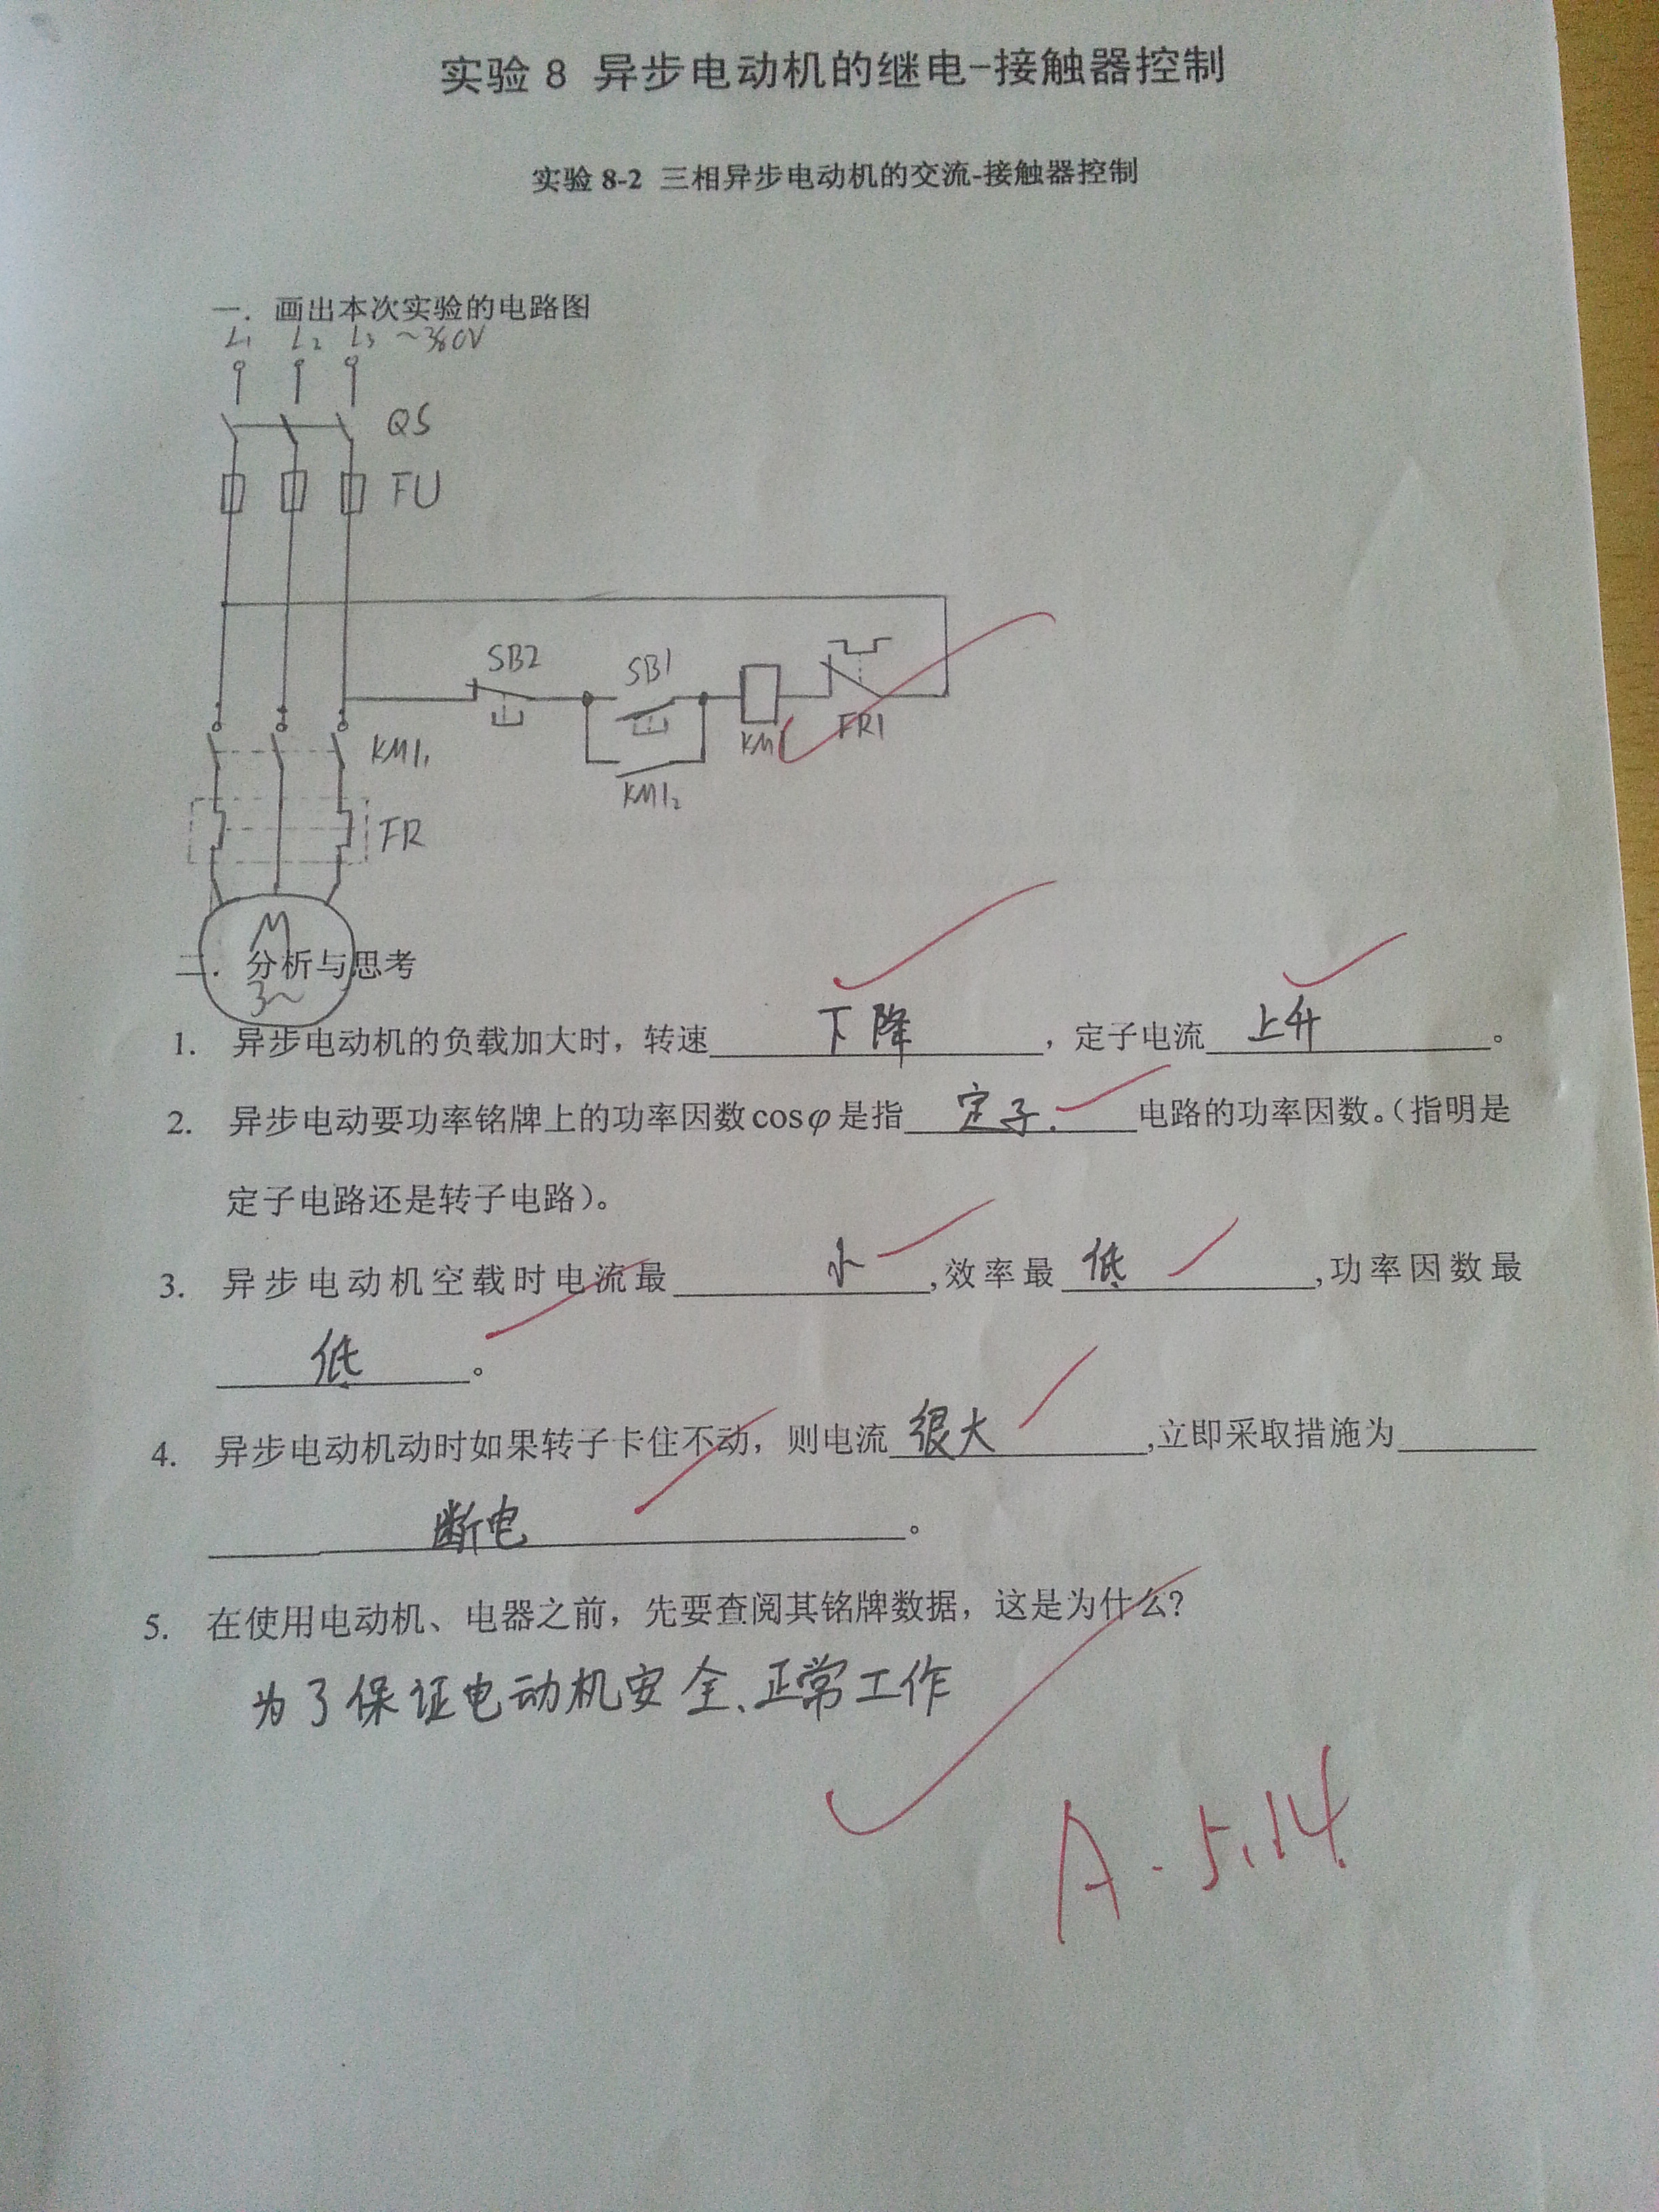 实验 8 异步电动机的继电-接触器控制
实验 8-2 三相异步电动机的交流-接触器控制
一. 画出本次实验的电路图
L1 L2 L3 ~380V
QS
FU
SB2 SB1
KM1₁ KM1 FR1
KM1₂
FR
M
3~
二. 分析与思考
1. 异步电动机的负载加大时，转速 下降 ，定子电流 上升 。
2. 异步电动要功率铭牌上的功率因数cosφ是指 定子. 电路的功率因数。（指明是
定子电路还是转子电路）。
3. 异步电动机空载时电流最 小 ,效率最 低 ,功率因数最
低 。
4. 异步电动机动时如果转子卡住不动，则电流 很大 ,立即采取措施为
断电 。
5. 在使用电动机、电器之前，先要查阅其铭牌数据，这是为什么?
为了保证电动机安全、正常工作
A - 5.14